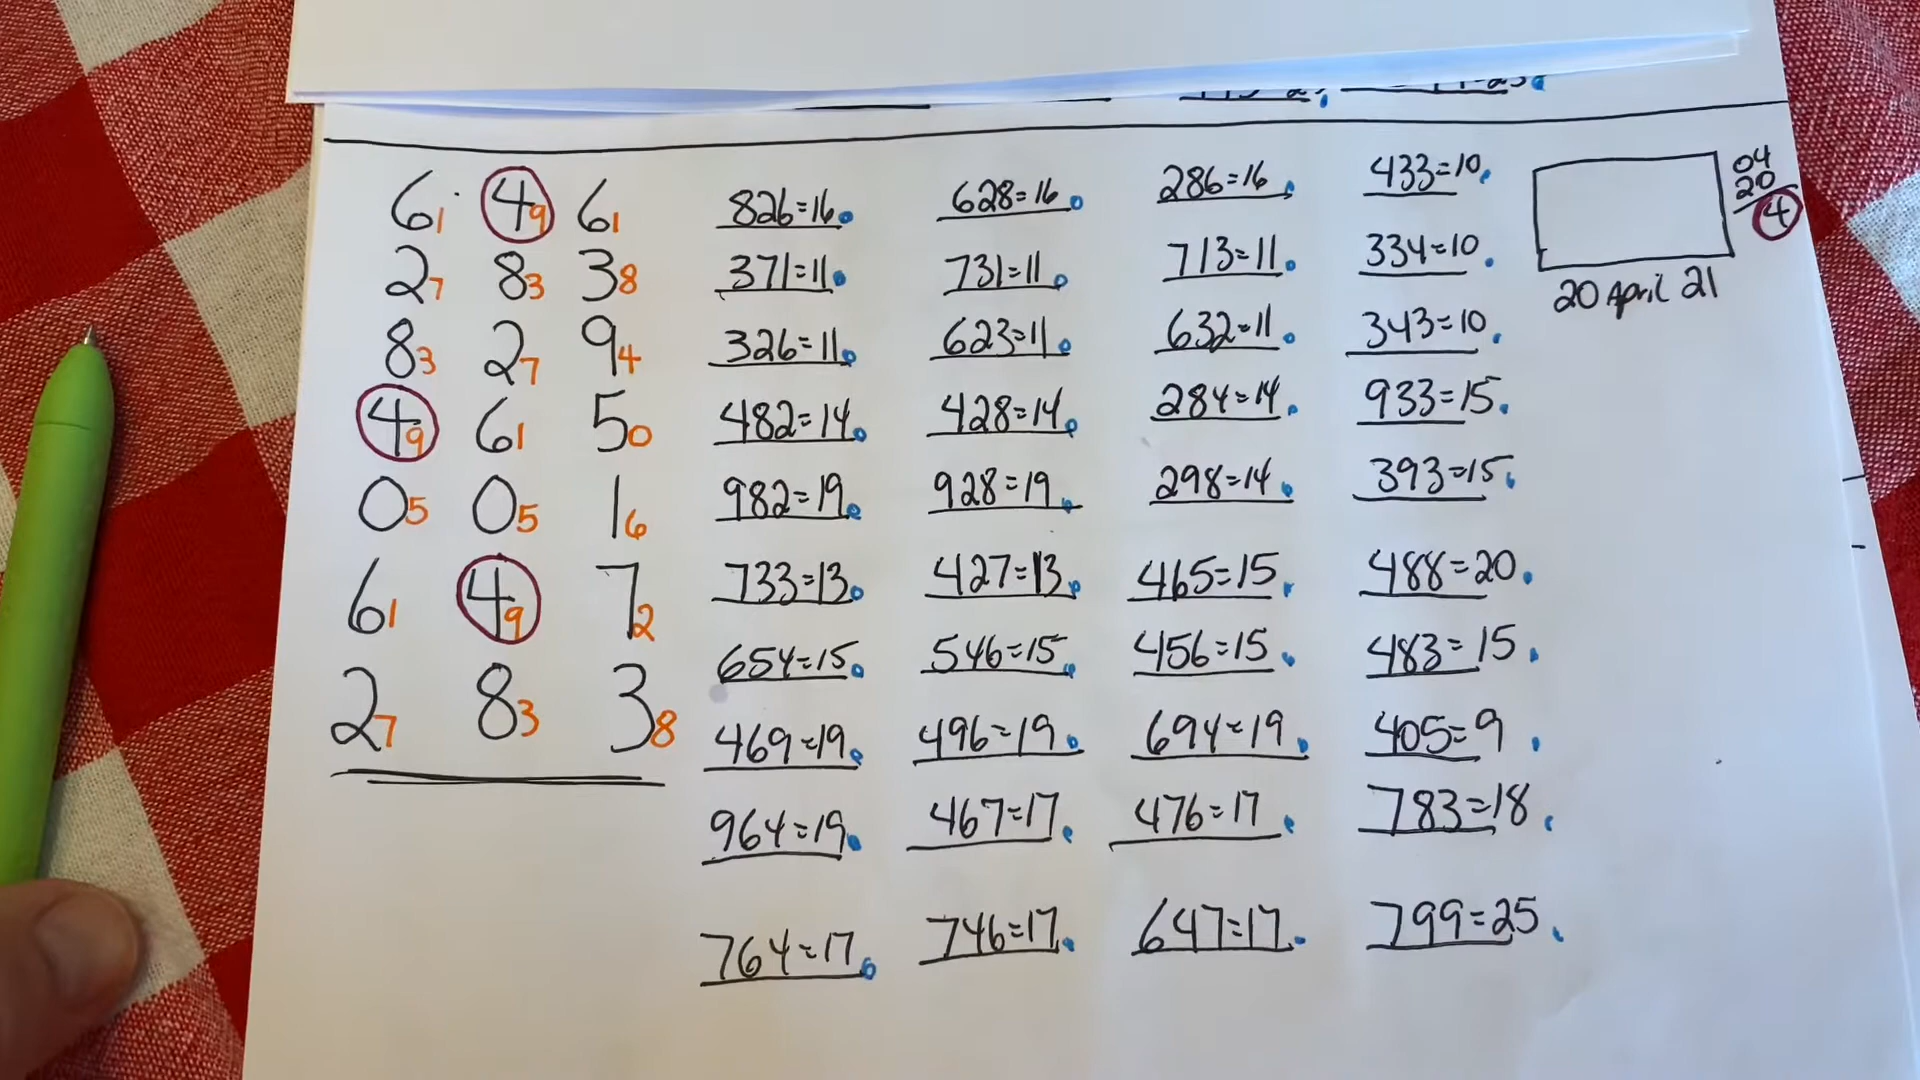 61 49 61
27 83 38
83 27 94
49 61 50
05 05 16
61 49 72
27 83 38
826=16. 628=16. 286=16. 433=10.
371=11. 731=11. 713=11. 334=10.
326=11. 623=11. 632=11. 343=10.
482=14. 428=14. 284=14. 933=15.
982=19. 928=19. 298=14. 393=15.
733=13. 427=13. 465=15. 488=20.
654=15. 546=15. 456=15. 483=15.
469=19. 496=19. 694=19. 405=9.
964=19. 467=17. 476=17. 783=18.
764=17. 746=17. 647=17. 799=25.
04
20
4
20 April 21